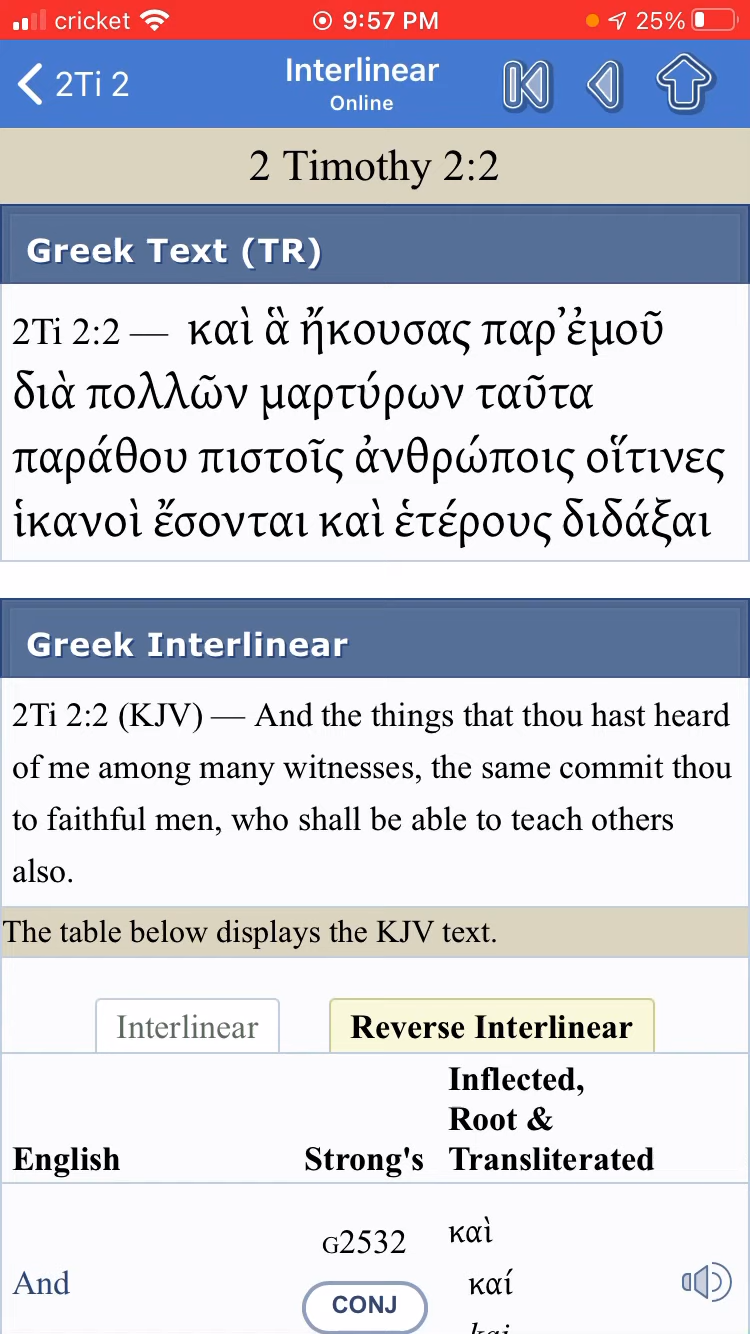 cricket 9:57 PM 25%
2Ti 2 Interlinear
Online
2 Timothy 2:2
Greek Text (TR)
2Ti 2:2 — καὶ ἃ ἤκουσας παρ’ἐμοῦ
διὰ πολλῶν μαρτύρων ταῦτα
παράθου πιστοῖς ἀνθρώποις οἵτινες
ἱκανοὶ ἔσονται καὶ ἑτέρους διδάξαι
Greek Interlinear
2Ti 2:2 (KJV) — And the things that thou hast heard
of me among many witnesses, the same commit thou
to faithful men, who shall be able to teach others
also.
The table below displays the KJV text.
Interlinear Reverse Interlinear
Inflected,
Root &
English Strong's Transliterated
G2532 καὶ
And καί
CONJ
kai